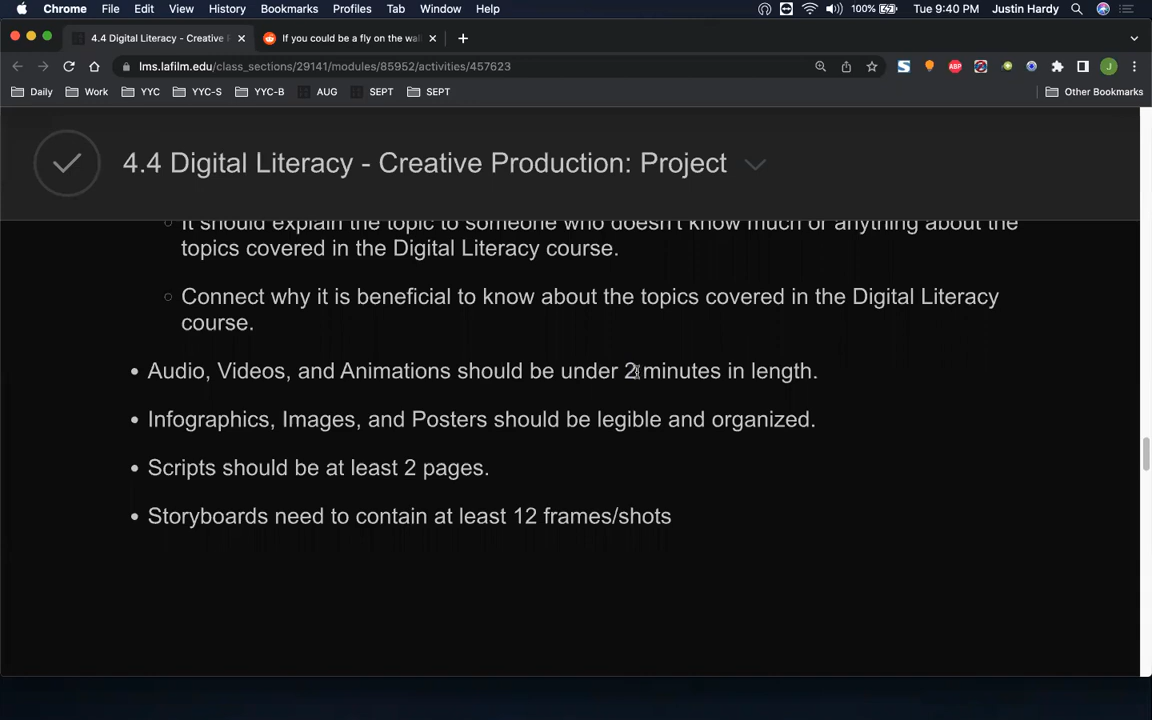 Chrome File Edit View History Bookmarks Profiles Tab Window Help 100% Tue 9:40 PM Justin Hardy
4.4 Digital Literacy - Creative P If you could be a fly on the wa
lms.lafilm.edu/class_sections/29141/modules/85952/activities/457623
Daily Work YYC YYC-S YYC-B AUG SEPT SEPT Other Bookmarks
4.4 Digital Literacy - Creative Production: Project
It should explain the topic to someone who doesn't know much or anything about the
topics covered in the Digital Literacy course.
Connect why it is beneficial to know about the topics covered in the Digital Literacy
course.
Audio, Videos, and Animations should be under 2 minutes in length.
Infographics, Images, and Posters should be legible and organized.
Scripts should be at least 2 pages.
Storyboards need to contain at least 12 frames/shots